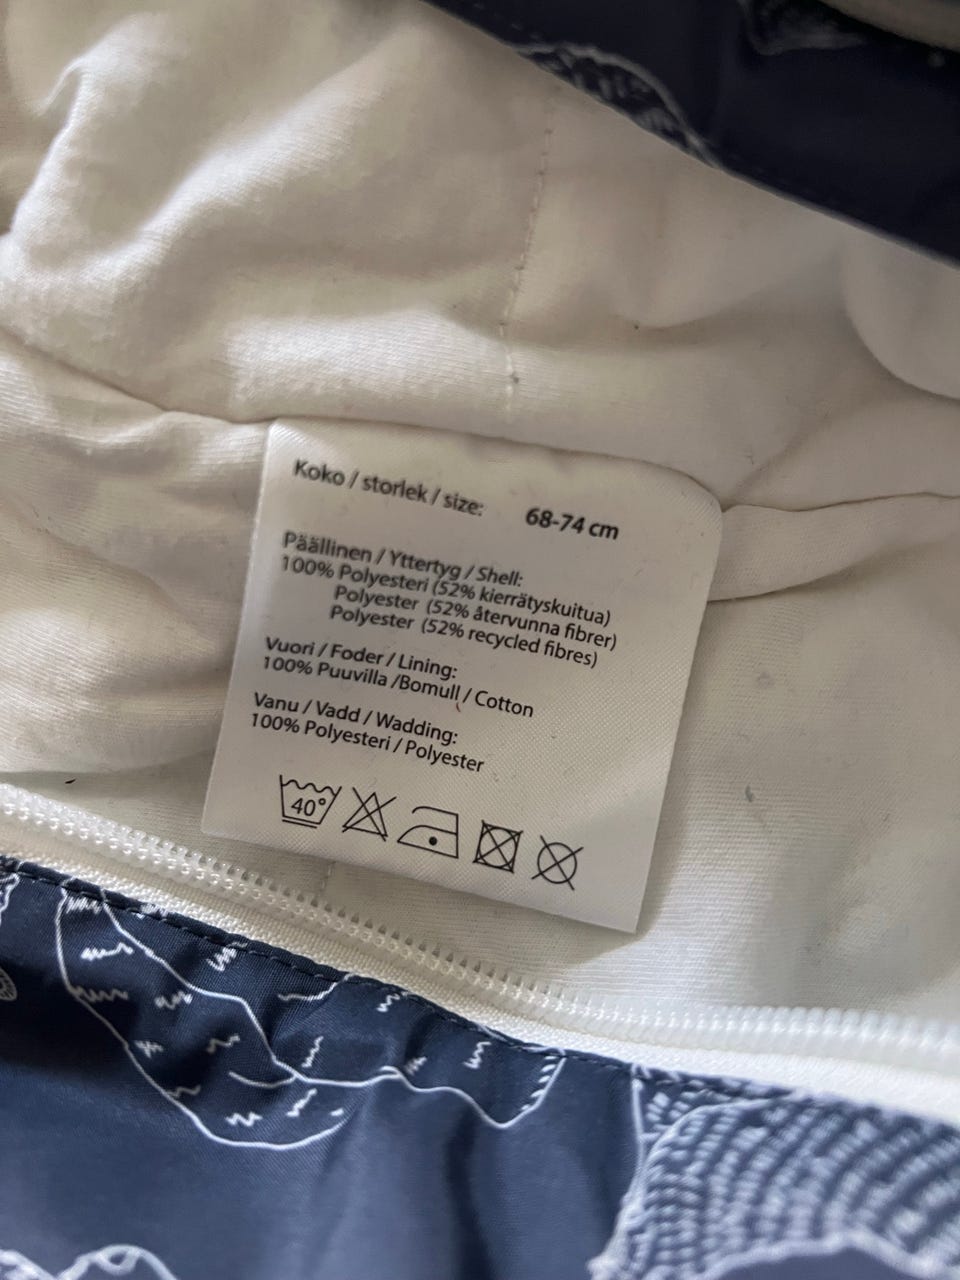 Koko / storlek / size: 68-74 cm
Päällinen / Yttertyg / Shell:
100% Polyesteri (52% kierrätyskuitua)
Polyester (52% återvunna fibrer)
Polyester (52% recycled fibres)
Vuori / Foder / Lining:
100% Puuvilla /Bomull / Cotton
Vanu / Vadd / Wadding:
100% Polyesteri / Polyester
40°